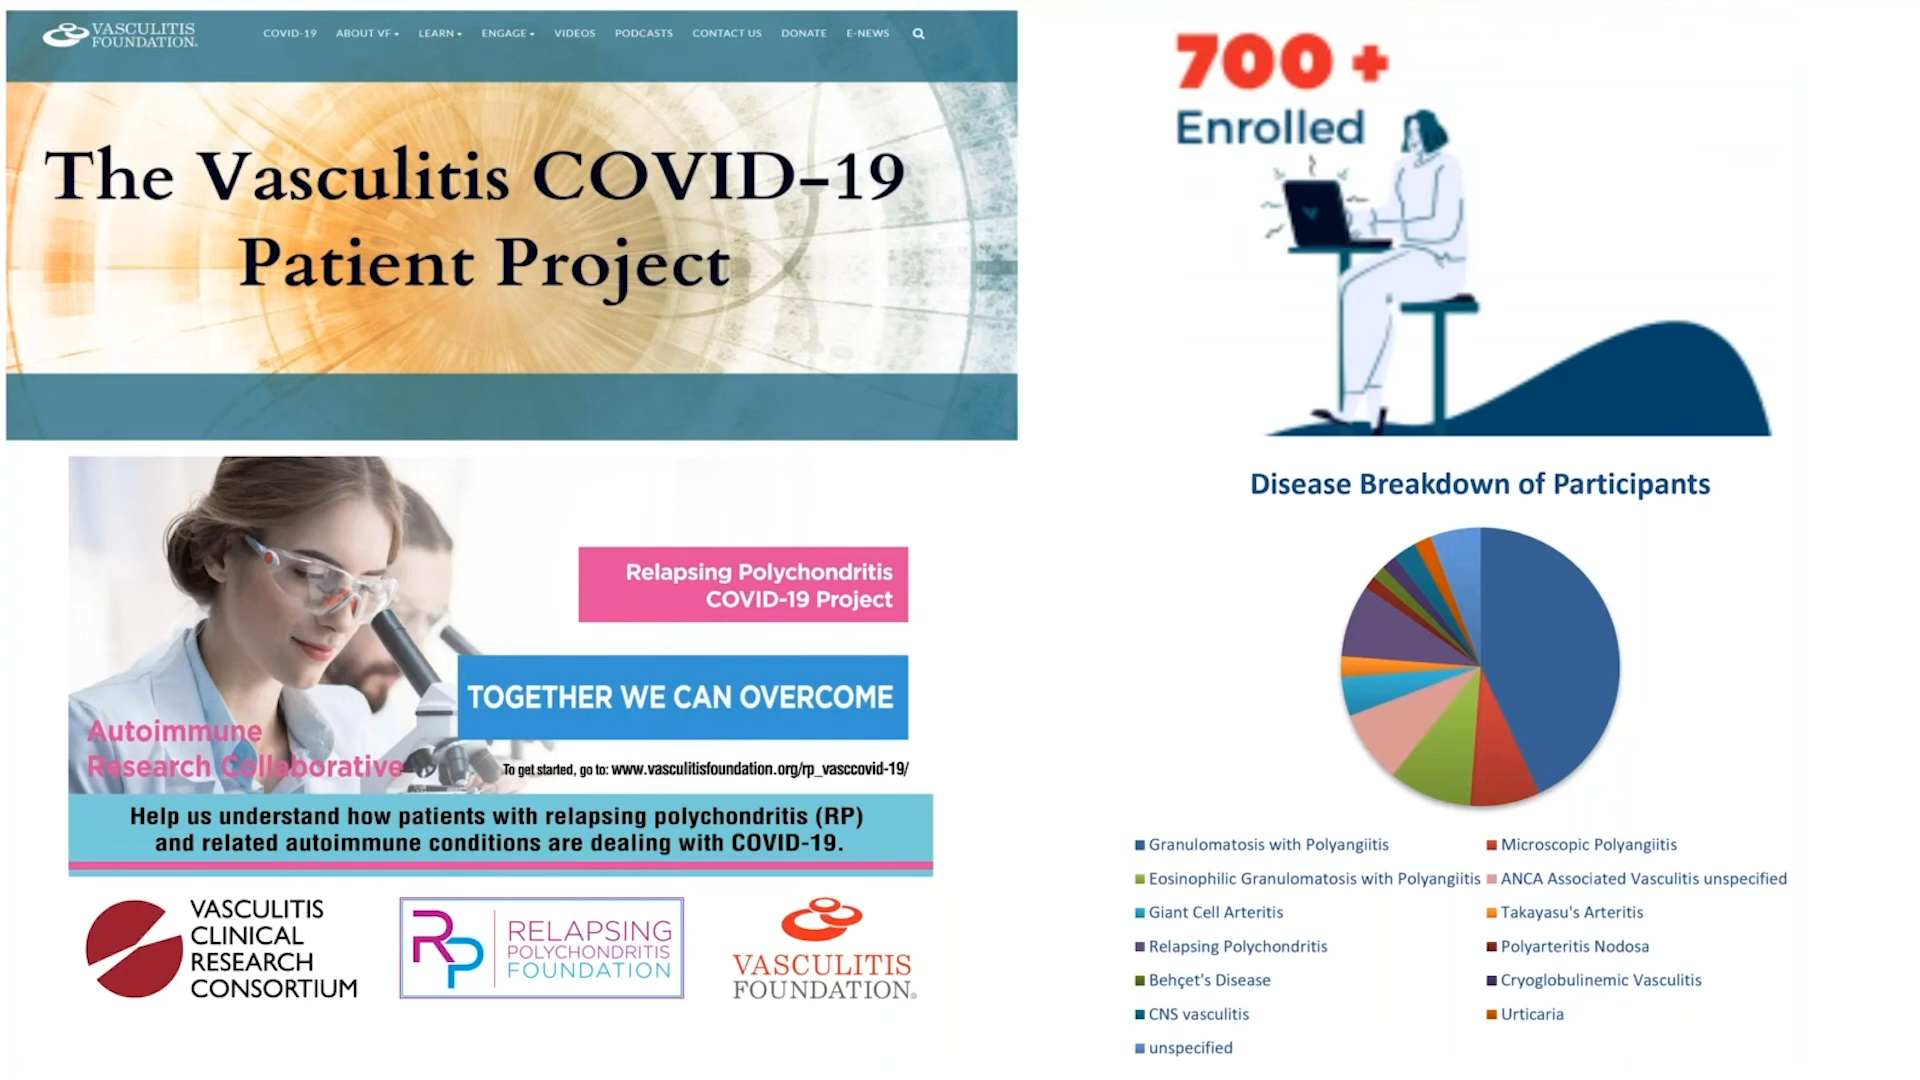 VASCULITIS
FOUNDATION.
COVID-19 ABOUT VF LEARN ENGAGE VIDEOS PODCASTS CONTACT US DONATE E-NEWS
The Vasculitis COVID-19
Patient Project
700 +
Enrolled
Relapsing Polychondritis
COVID-19 Project
TOGETHER WE CAN OVERCOME
Autoimmune
Research Collaborative
To get started, go to: www.vasculitisfoundation.org/rp_vasccovid-19/
Help us understand how patients with relapsing polychondritis (RP)
and related autoimmune conditions are dealing with COVID-19.
VASCULITIS
CLINICAL
RESEARCH
CONSORTIUM
RP
RELAPSING
POLYCHONDRITIS
FOUNDATION
VASCULITIS
FOUNDATION®
Disease Breakdown of Participants
Granulomatosis with Polyangiitis
Microscopic Polyangiitis
Eosinophilic Granulomatosis with Polyangiitis
ANCA Associated Vasculitis unspecified
Giant Cell Arteritis
Takayasu's Arteritis
Relapsing Polychondritis
Polyarteritis Nodosa
Behçet's Disease
Cryoglobulinemic Vasculitis
CNS vasculitis
Urticaria
unspecified